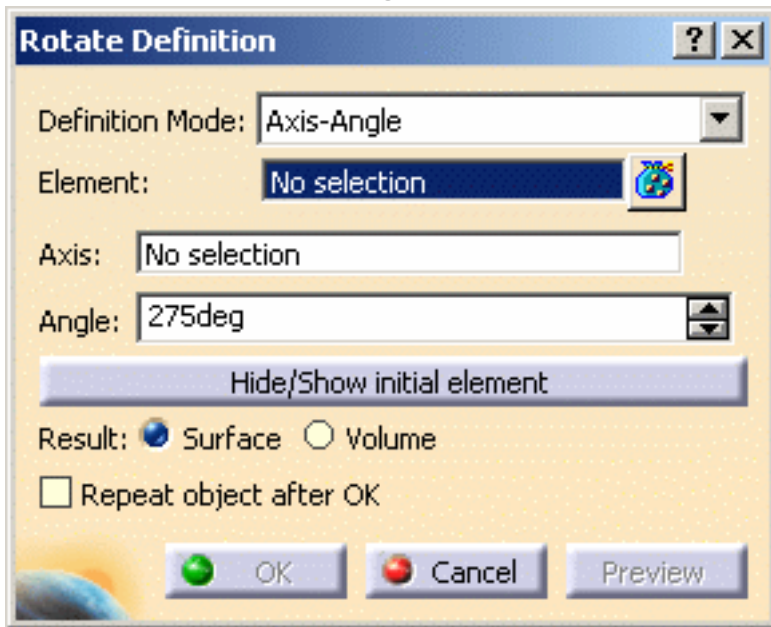 Rotate Definition ? X
Definition Mode: Axis-Angle
Element: No selection
Axis: No selection
Angle: 275deg
Hide/Show initial element
Result: Surface Volume
Repeat object after OK
OK Cancel Preview